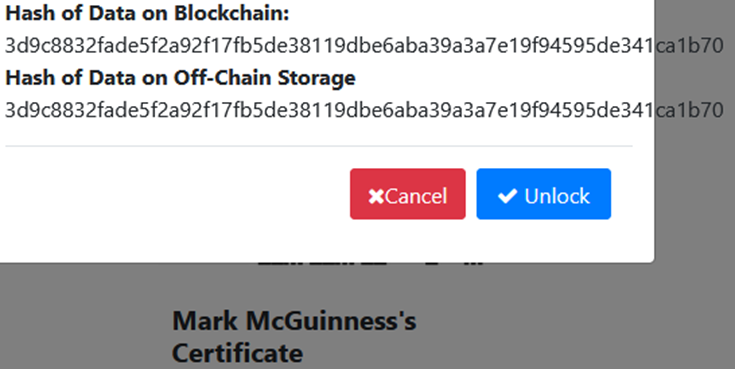 Hash of Data on Blockchain:
3d9c8832fade5f2a92f17fb5de38119dbe6aba39a3a7e19f94595de341ca1b70
Hash of Data on Off-Chain Storage
3d9c8832fade5f2a92f17fb5de38119dbe6aba39a3a7e19f94595de341ca1b70
Cancel Unlock
Mark McGuinness's
Certificate